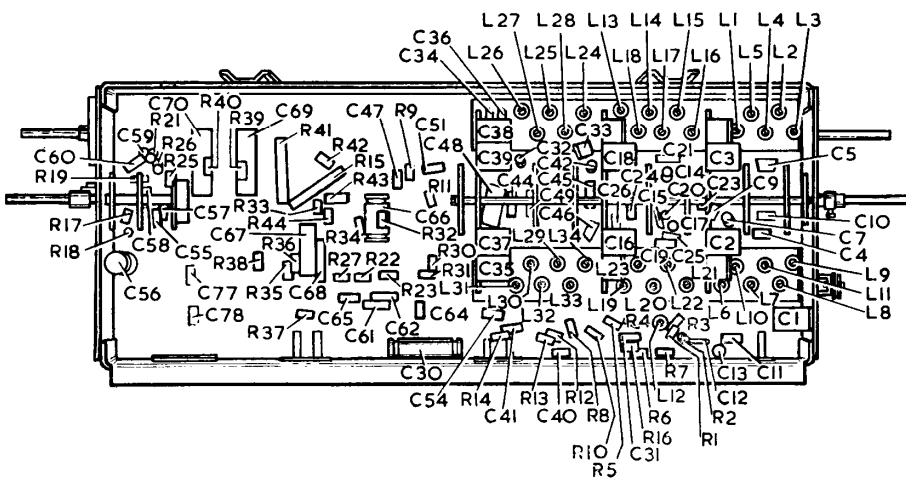 L27 L28 L13 L14 L15 L1 L4 L3
C36 L26 L25 L24 L18 L17 L16 L5 L2
C34
C70 R40 R39 C69 C47 R9 C51
R21 C59 R26 R25 R41 R42 R15 R43 C48
C38 C33 C32 C21 C3 C5
C60 R19 C39 C42 C18 C14
R11 C44 C45 C49 C26 C24 C20 C23 C9
R17 C57 R33 R44 C66 C46 C15 C17 C10
R18 C58 C55 C67 R36 R34 R32 C37 C16 C2 C7 C4
R38 R30 L29 L34 C19 C25
C56 R35 C68 R27 R22 R31 C35 L23 L21 L9
C77 R23 L31 L11
C78 C65 C62 C64 L30 L32 L33 L19 L20 L22 L6 L10 L7 L8
R37 C61 R4 R3 C1
C30 C54 R14 C41 R13 C40 R12 R8 R7 L12 C13 C11
R6 C12
R10 R5 C31 R16 R1 R2